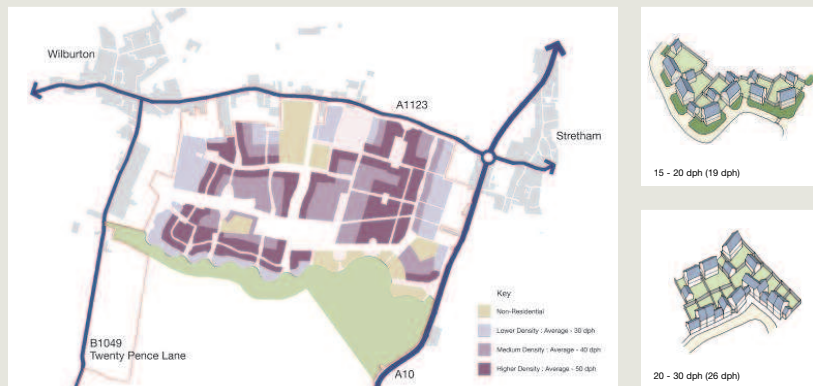 Wilburton
A1123
Stretham
B1049
Twenty Pence Lane
A10
Key
Non-Residential
Lower Density : Average - 30 dph
Medium Density : Average - 40 dph
Higher Density : Average - 50 dph
15 - 20 dph (19 dph)
20 - 30 dph (26 dph)